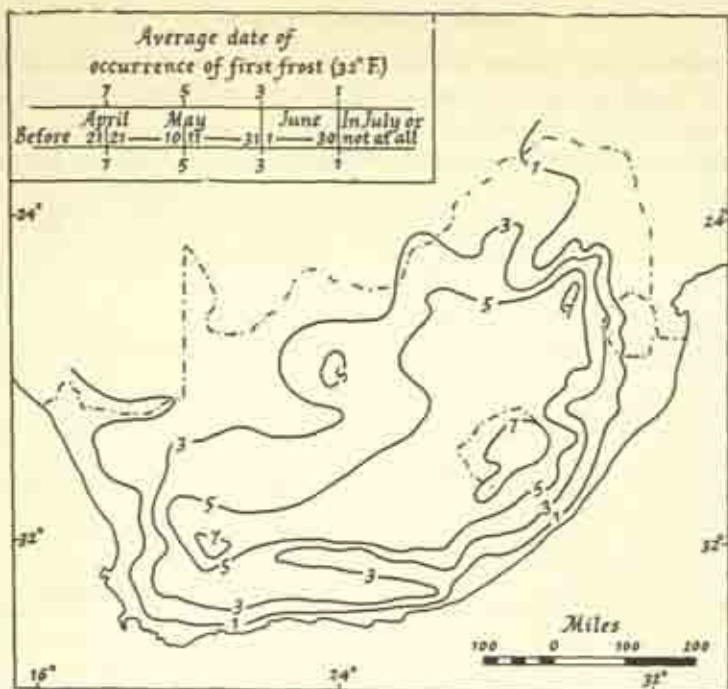 Average date of
occurrence of first frost (32°F.)
7 5 3 1
April May June In July or
Before 21 21 — 10 11 — 31 1 — 30 not at all
7 5 3 1
1
24° 3 24°
5
7
3
5 5
32° 7 3 1 32°
5
3
3
1
Miles
100 0 100 200
16° 24° 32°